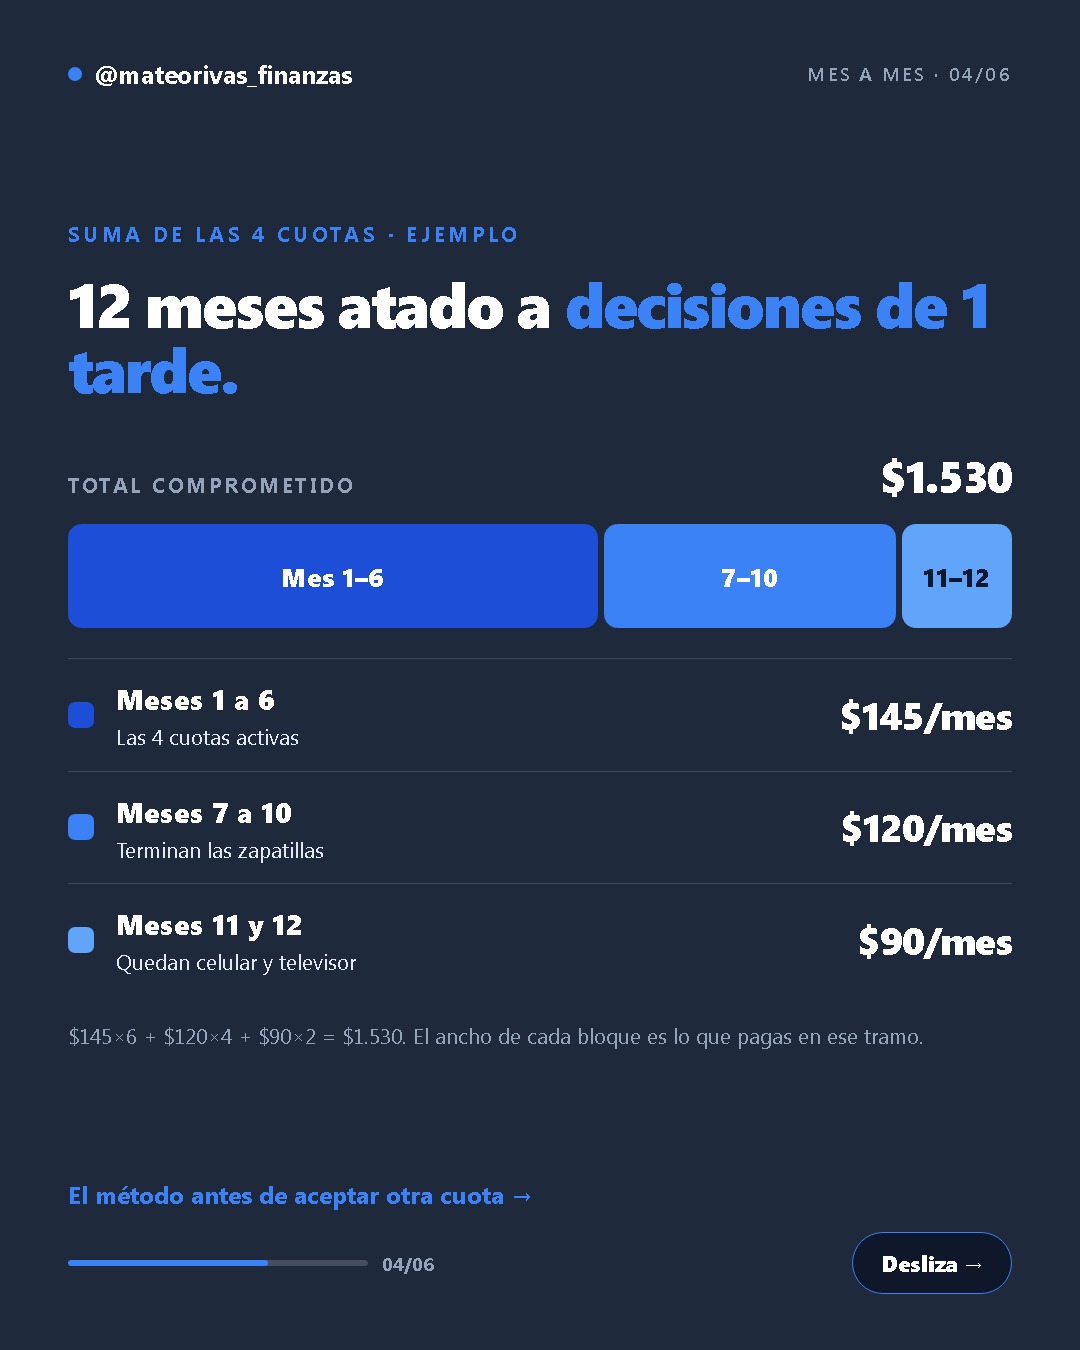 @mateorivas_finanzas
MES A MES · 04/06
SUMA DE LAS 4 CUOTAS · EJEMPLO
12 meses atado a decisiones de 1
tarde.
TOTAL COMPROMETIDO
$1.530
Mes 1–6
7–10
11–12
Meses 1 a 6
Las 4 cuotas activas
$145/mes
Meses 7 a 10
Terminan las zapatillas
$120/mes
Meses 11 y 12
Quedan celular y televisor
$90/mes
$145×6 + $120×4 + $90×2 = $1.530. El ancho de cada bloque es lo que pagas en ese tramo.
El método antes de aceptar otra cuota →
04/06
Desliza →